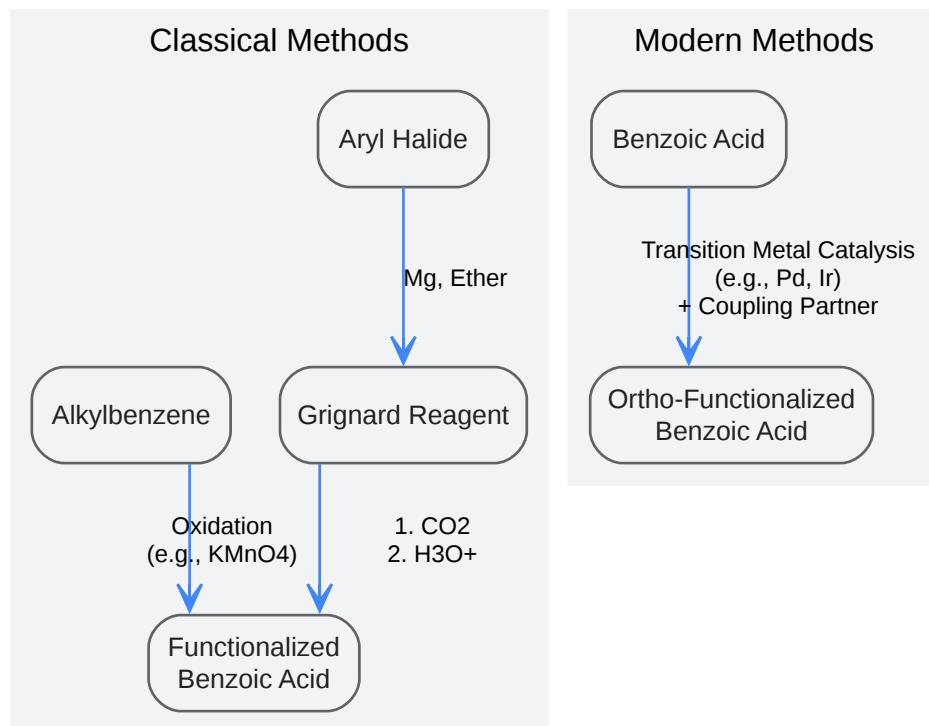 Classical Methods
Modern Methods
Aryl Halide
Benzoic Acid
Mg, Ether
Transition Metal Catalysis
(e.g., Pd, Ir)
+ Coupling Partner
Alkylbenzene
Grignard Reagent
Ortho-Functionalized
Benzoic Acid
Oxidation
(e.g., KMnO4)
1. CO2
2. H3O+
Functionalized
Benzoic Acid